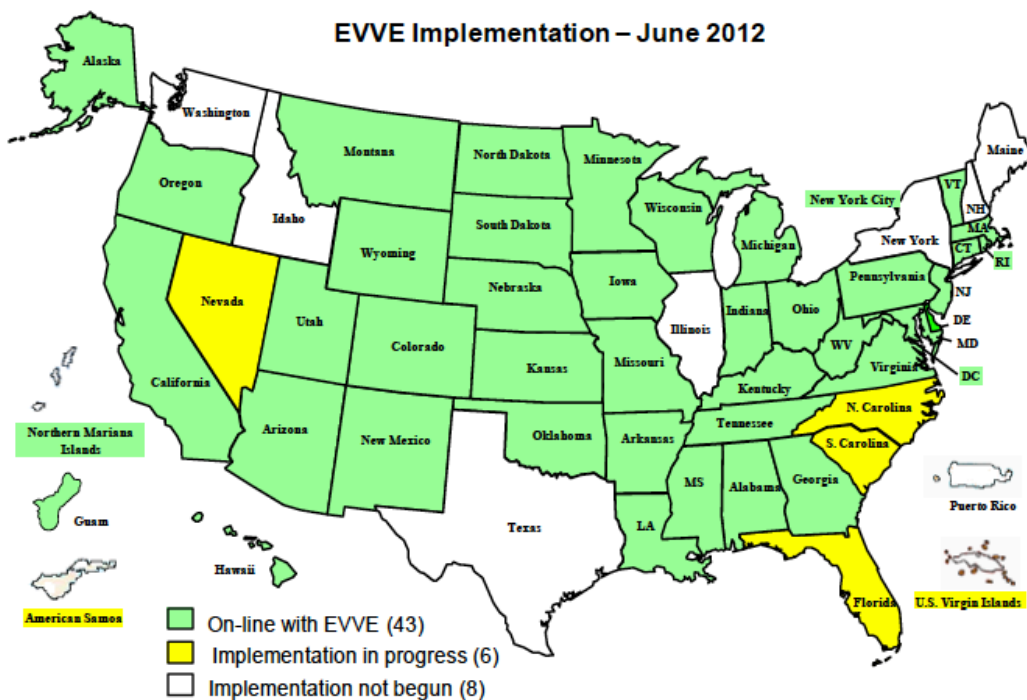 EVVE Implementation – June 2012
Alaska
Washington
Maine
Montana
North Dakota
Minnesota
VT
Oregon
Idaho
New York City
NH
Wisconsin
South Dakota
MA
Michigan
New York
CT
Wyoming
RI
Pennsylvania
Iowa
Nebraska
NJ
Nevada
Utah
Ohio
Indiana
Illinois
DE
Colorado
WV
MD
Missouri
Kansas
Virginia
DC
California
Kentucky
N. Carolina
Arizona
New Mexico
Oklahoma
Arkansas
Tennessee
Northern Mariana
Islands
S. Carolina
MS
Alabama
Georgia
Puerto Rico
Guam
Texas
LA
Hawaii
Florida
U.S. Virgin Islands
American Samoa
On-line with EVVE (43)
Implementation in progress (6)
Implementation not begun (8)